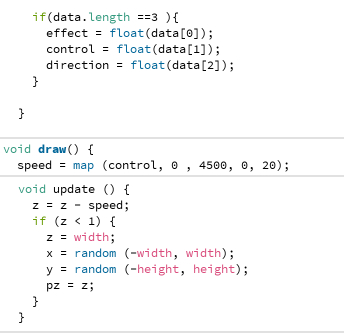 if(data.length ==3 ){
effect = float(data[0]);
control = float(data[1]);
direction = float(data[2]);
}
}
void draw() {
speed = map (control, 0 , 4500, 0, 20);
void update () {
z = z - speed;
if (z < 1) {
z = width;
x = random (-width, width);
y = random (-height, height);
pz = z;
}
}